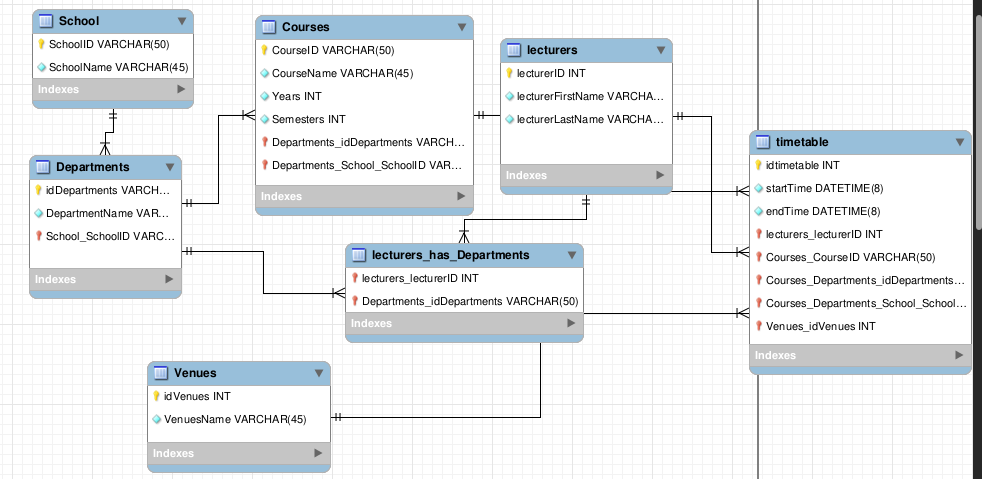 School
SchoolID VARCHAR(50)
SchoolName VARCHAR(45)
Indexes
Courses
CourseID VARCHAR(50)
CourseName VARCHAR(45)
Years INT
Semesters INT
Departments_idDepartments VARCH...
Departments_School_SchoolID VAR...
Indexes
lecturers
lecturerID INT
lecturerFirstName VARCHA...
lecturerLastName VARCHA...
Indexes
timetable
idtimetable INT
startTime DATETIME(8)
endTime DATETIME(8)
lecturers_lecturerID INT
Courses_CourseID VARCHAR(50)
Courses_Departments_idDepartments...
Courses_Departments_School_School...
Venues_idVenues INT
Indexes
Departments
idDepartments VARCH...
DepartmentName VAR...
School_SchoolID VARC...
Indexes
lecturers_has_Departments
lecturers_lecturerID INT
Departments_idDepartments VARCHAR(50)
Indexes
Venues
idVenues INT
VenuesName VARCHAR(45)
Indexes